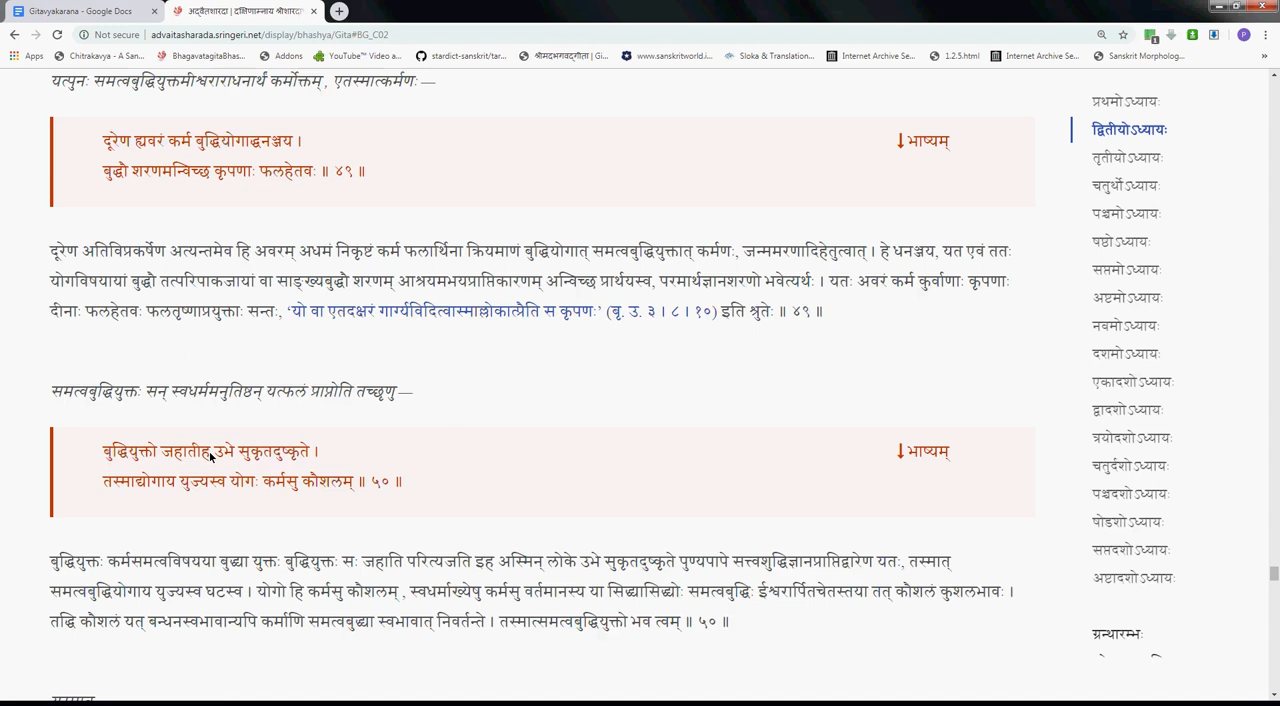 Gitavyakarana - Google Docs
अद्वैतशारदा | दक्षिणाम्नाय श्रीशारदा
Not secure | advaitasharada.sringeri.net/display/bhashya/Gita#BG_C02
Apps Chitrakavya - A San... BhagavatagitaBhas... Addons YouTube™ Video a... stardict-sanskrit/tar... श्रीमदभगवद्गीता | Gi... www.sanskritworld.i... Sloka & Translation... Internet Archive Se... 1.2.5.html Internet Archive Se... Sanskrit Morpholog...
यत्पुनः समत्वबुद्धियुक्तमीश्वराराधनार्थं कर्मोक्तम् , एतस्मात्कर्मणः —
दूरेण ह्यवरं कर्म बुद्धियोगाद्धनञ्जय ।
भाष्यम्
बुद्धौ शरणमन्विच्छ कृपणाः फलहेतवः ॥ ४९ ॥
दूरेण अतिविप्रकर्षेण अत्यन्तमेव हि अवरम् अधमं निकृष्टं कर्म फलार्थिना क्रियमाणं बुद्धियोगात् समत्वबुद्धियुक्तात् कर्मणः, जन्ममरणादिहेतुत्वात् । हे धनञ्जय, यत एवं ततः
योगविषयायां बुद्धौ तत्परिपाकजायां वा साङ्‍ख्यबुद्धौ शरणम् आश्रयमभयप्राप्तिकारणम् अन्विच्छ प्रार्थयस्व, परमार्थज्ञानशरणो भवेत्यर्थः । यतः अवरं कर्म कुर्वाणाः कृपणाः
दीनाः फलहेतवः फलतृष्णाप्रयुक्ताः सन्तः, ‘यो वा एतदक्षरं गार्ग्यविदित्वास्माल्लोकात्प्रैति स कृपणः’ (बृ. उ. ३ । ८ । १०) इति श्रुतेः ॥ ४९ ॥
समत्वबुद्धियुक्तः सन् स्वधर्ममनुतिष्ठन् यत्फलं प्राप्नोति तच्छृणु —
बुद्धियुक्तो जहातीह उभे सुकृतदुष्कृते ।
भाष्यम्
तस्माद्योगाय युज्यस्व योगः कर्मसु कौशलम् ॥ ५० ॥
बुद्धियुक्तः कर्मसमत्वविषयया बुद्ध्या युक्तः बुद्धियुक्तः सः जहाति परित्यजति इह अस्मिन् लोके उभे सुकृतदुष्कृते पुण्यपापे सत्त्वशुद्धिज्ञानप्राप्तिद्वारेण यतः, तस्मात्
समत्वबुद्धियोगाय युज्यस्व घटस्व । योगो हि कर्मसु कौशलम् , स्वधर्माख्येषु कर्मसु वर्तमानस्य या सिद्ध्यसिद्ध्योः समत्वबुद्धिः ईश्वरार्पितचेतस्तया तत् कौशलं कुशलभावः ।
तद्धि कौशलं यत् बन्धनस्वभावान्यपि कर्माणि समत्वबुद्ध्या स्वभावात् निवर्तन्ते । तस्मात्समत्वबुद्धियुक्तो भव त्वम् ॥ ५० ॥
प्रथमोऽध्यायः
द्वितीयोऽध्यायः
तृतीयोऽध्यायः
चतुर्थोऽध्यायः
पञ्चमोऽध्यायः
षष्ठोऽध्यायः
सप्तमोऽध्यायः
अष्टमोऽध्यायः
नवमोऽध्यायः
दशमोऽध्यायः
एकादशोऽध्यायः
द्वादशोऽध्यायः
त्रयोदशोऽध्यायः
चतुर्दशोऽध्यायः
पञ्चदशोऽध्यायः
षोडशोऽध्यायः
सप्तदशोऽध्यायः
अष्टादशोऽध्यायः
ग्रन्थारम्भः